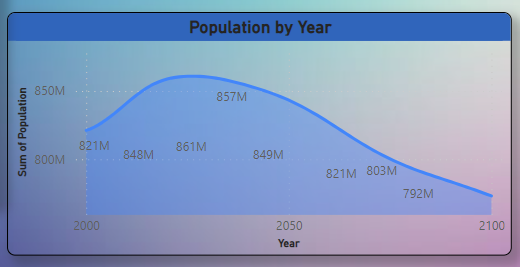 Population by Year
Sum of Population
850M
800M
821M
848M
861M
857M
849M
821M
803M
792M
2000
2050
2100
Year